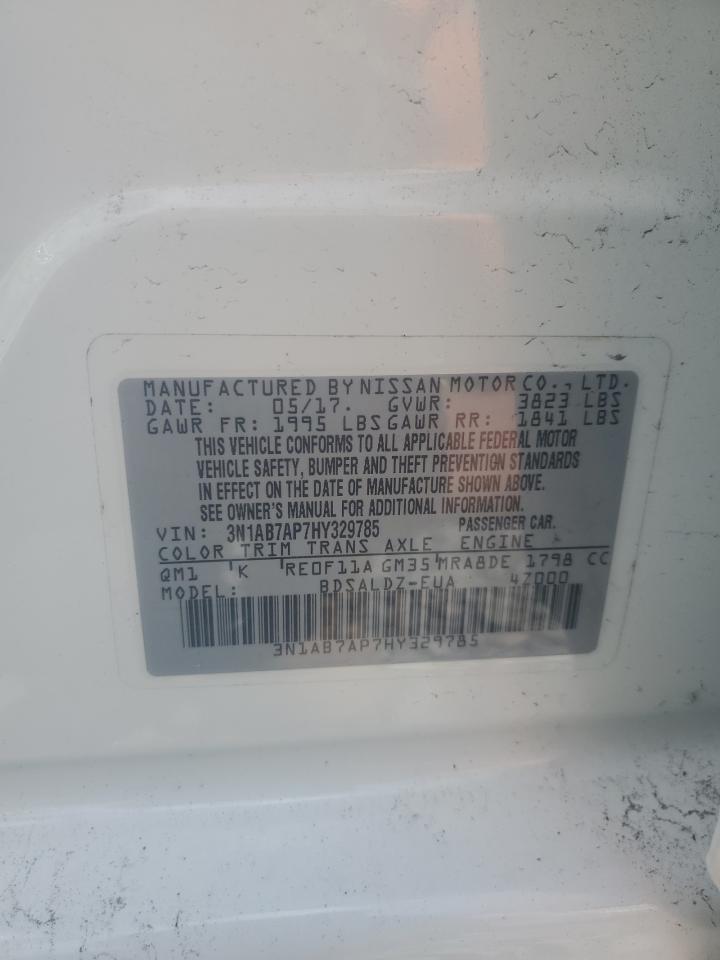 MANUFACTURED BY NISSAN MOTOR CO., LTD.
DATE: 05/17. GVWR: 3823 LBS
GAWR FR: 1995 LBS GAWR RR: 1841 LBS
THIS VEHICLE CONFORMS TO ALL APPLICABLE FEDERAL MOTOR
VEHICLE SAFETY, BUMPER AND THEFT PREVENTION STANDARDS
IN EFFECT ON THE DATE OF MANUFACTURE SHOWN ABOVE.
SEE OWNER'S MANUAL FOR ADDITIONAL INFORMATION.
VIN: 3N1AB7AP7HY329785 PASSENGER CAR.
COLOR TRIM TRANS AXLE ENGINE
QM1 K RE0F11A GM35 MRA8DE 1798 CC
MODEL: BDSALDZ-EUA 4Z000
3N1AB7AP7HY329785